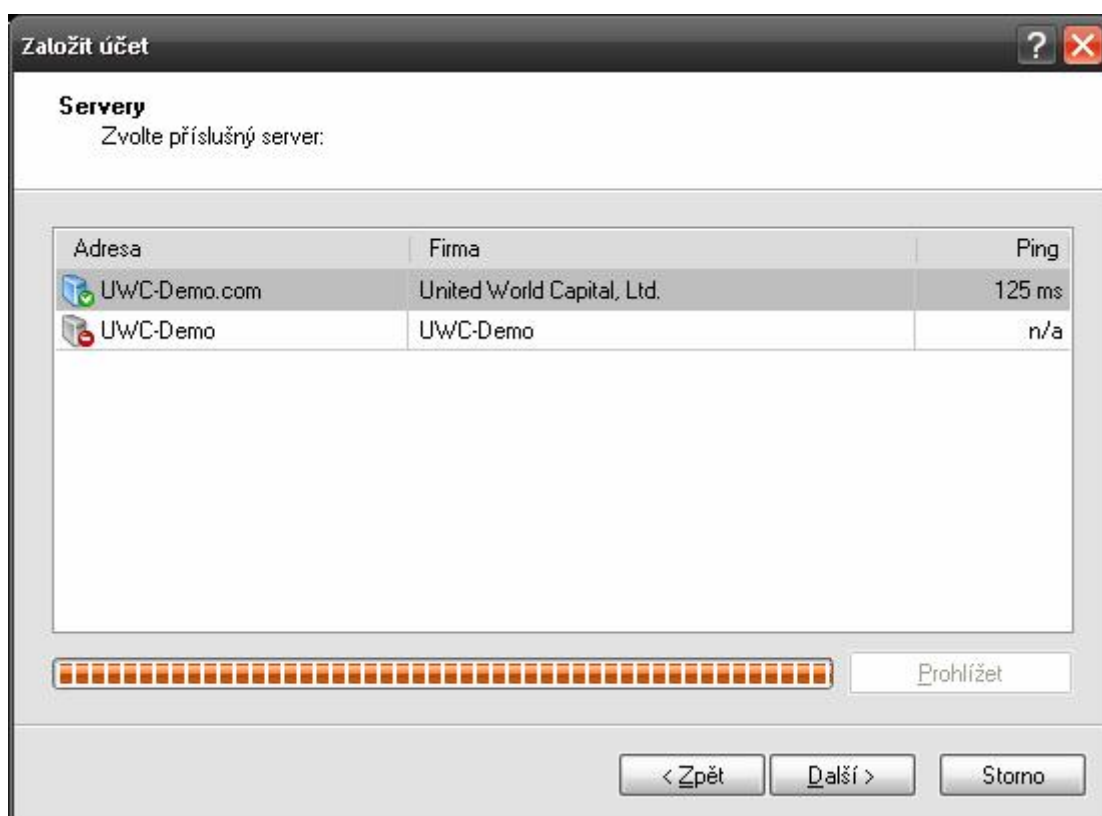 Založit účet
Servery
Zvolte příslušný server:
Adresa Firma Ping
UWC-Demo.com United World Capital, Ltd. 125 ms
UWC-Demo UWC-Demo n/a
Prohlížet
< Zpět Další > Storno